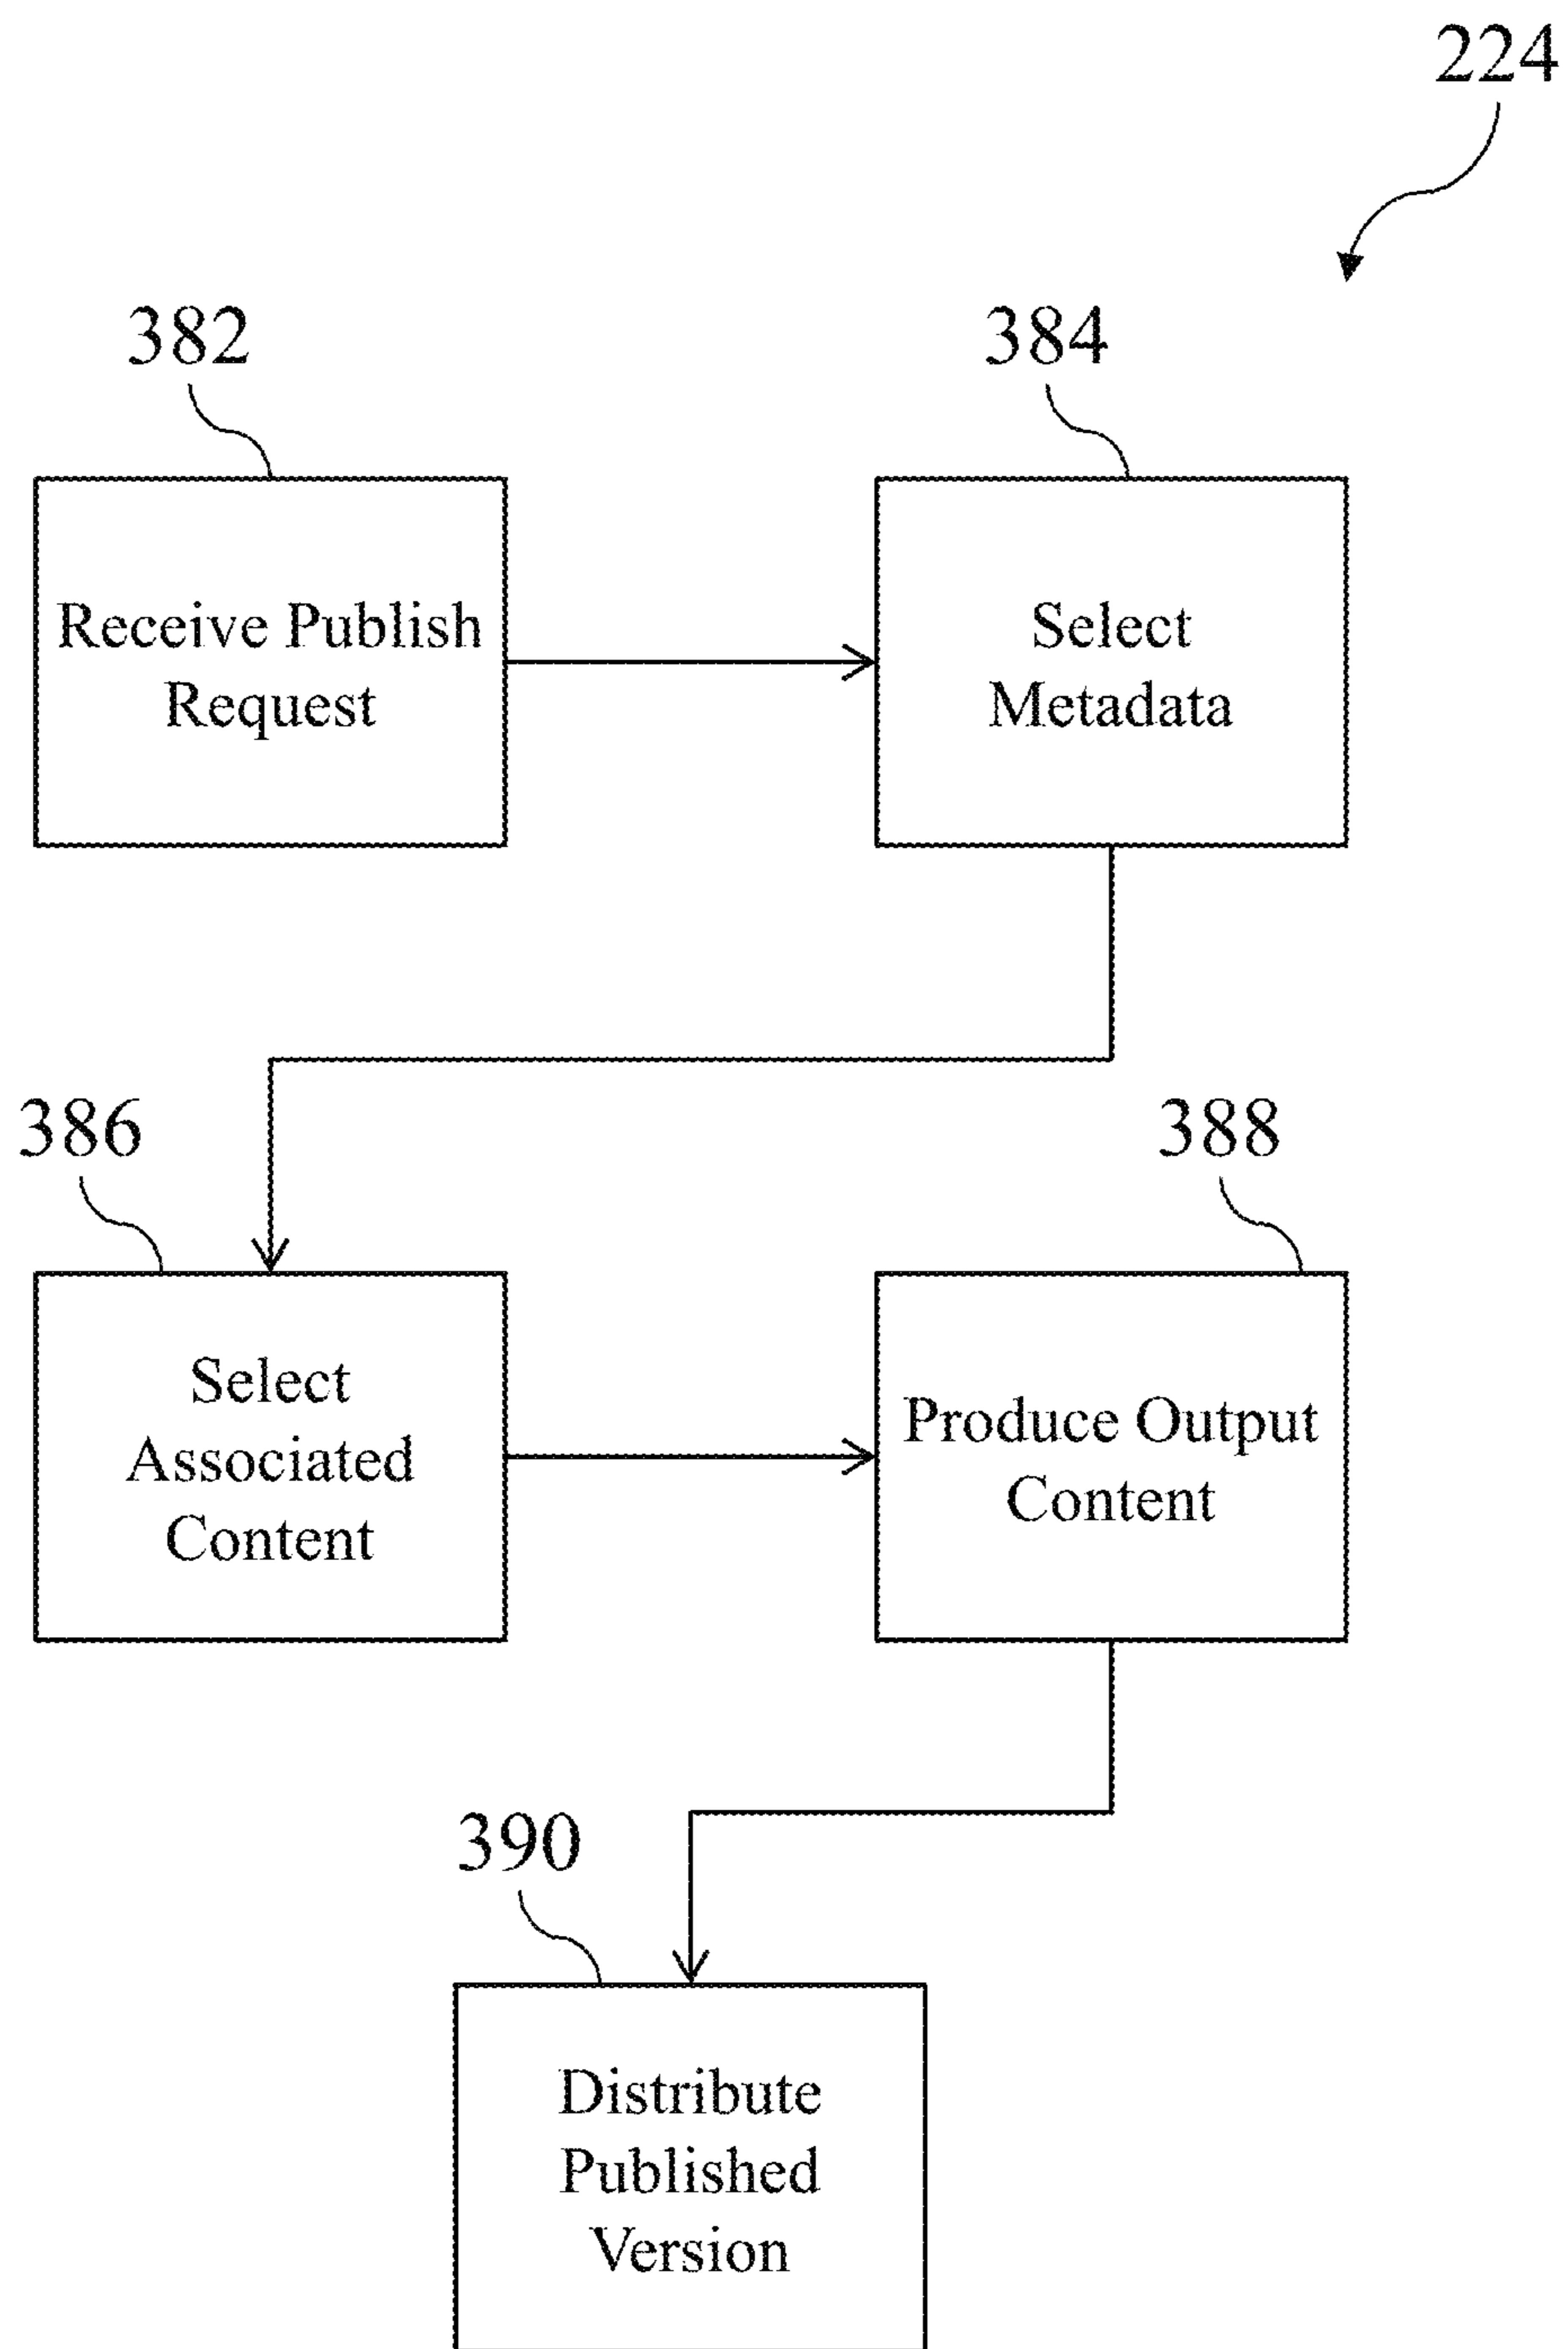 224
382
384
Receive Publish
Request
Select
Metadata
386
388
Select
Associated
Content
Produce Output
Content
390
Distribute
Published
Version